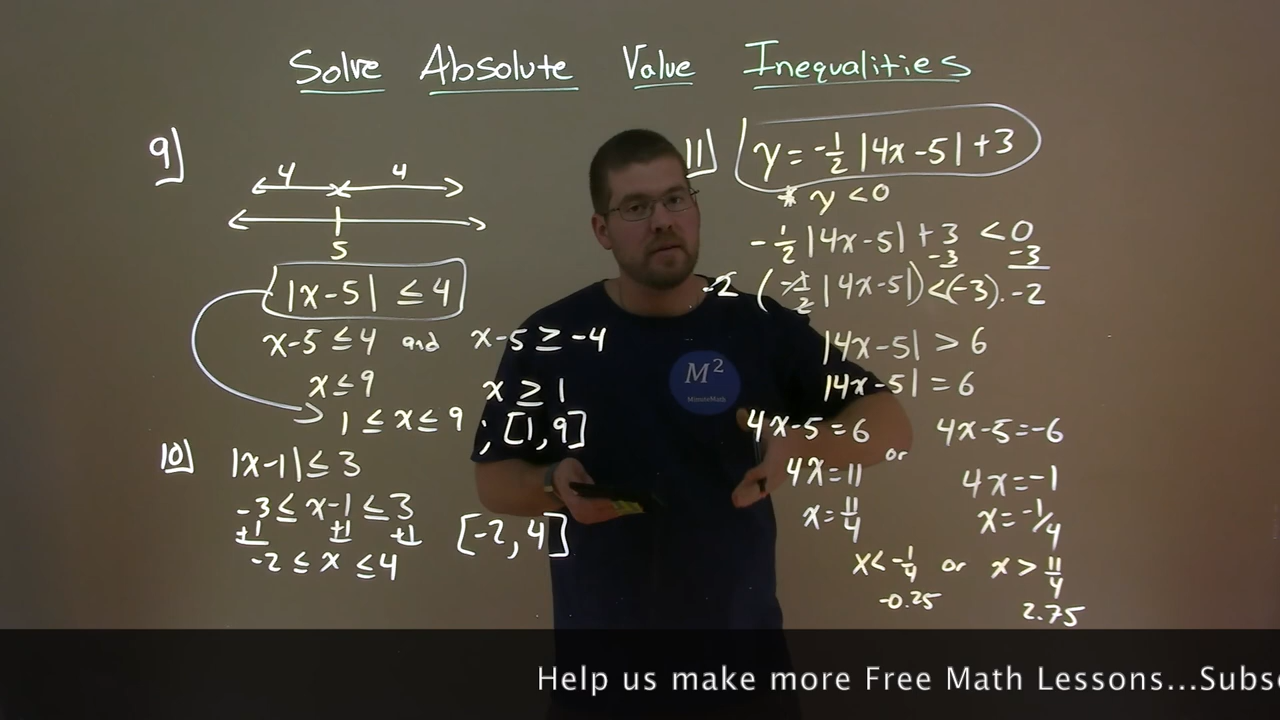 Solve Absolute Value Inequalities
9]
4 4
5
|x-5| ≤ 4
x-5 ≤ 4 and x-5 ≥ -4
x ≤ 9 x ≥ 1
1 ≤ x ≤ 9 ; [1,9]
10] |x-1| ≤ 3
-3 ≤ x-1 ≤ 3
+1 +1 +1
-2 ≤ x ≤ 4 [-2,4]
11] y = -1/2 |4x-5| +3
* y < 0
-1/2 |4x-5| + 3 < 0
-3 -3
-2 (-1/2 |4x-5|) < (-3). -2
|4x-5| > 6
|4x-5| = 6
4x-5=6 or 4x-5=-6
4x=11 4x=-1
x=11/4 x=-1/4
x < -1/4 or x > 11/4
-0.25 2.75
M²
MinuteMath
Help us make more Free Math Lessons...Subs